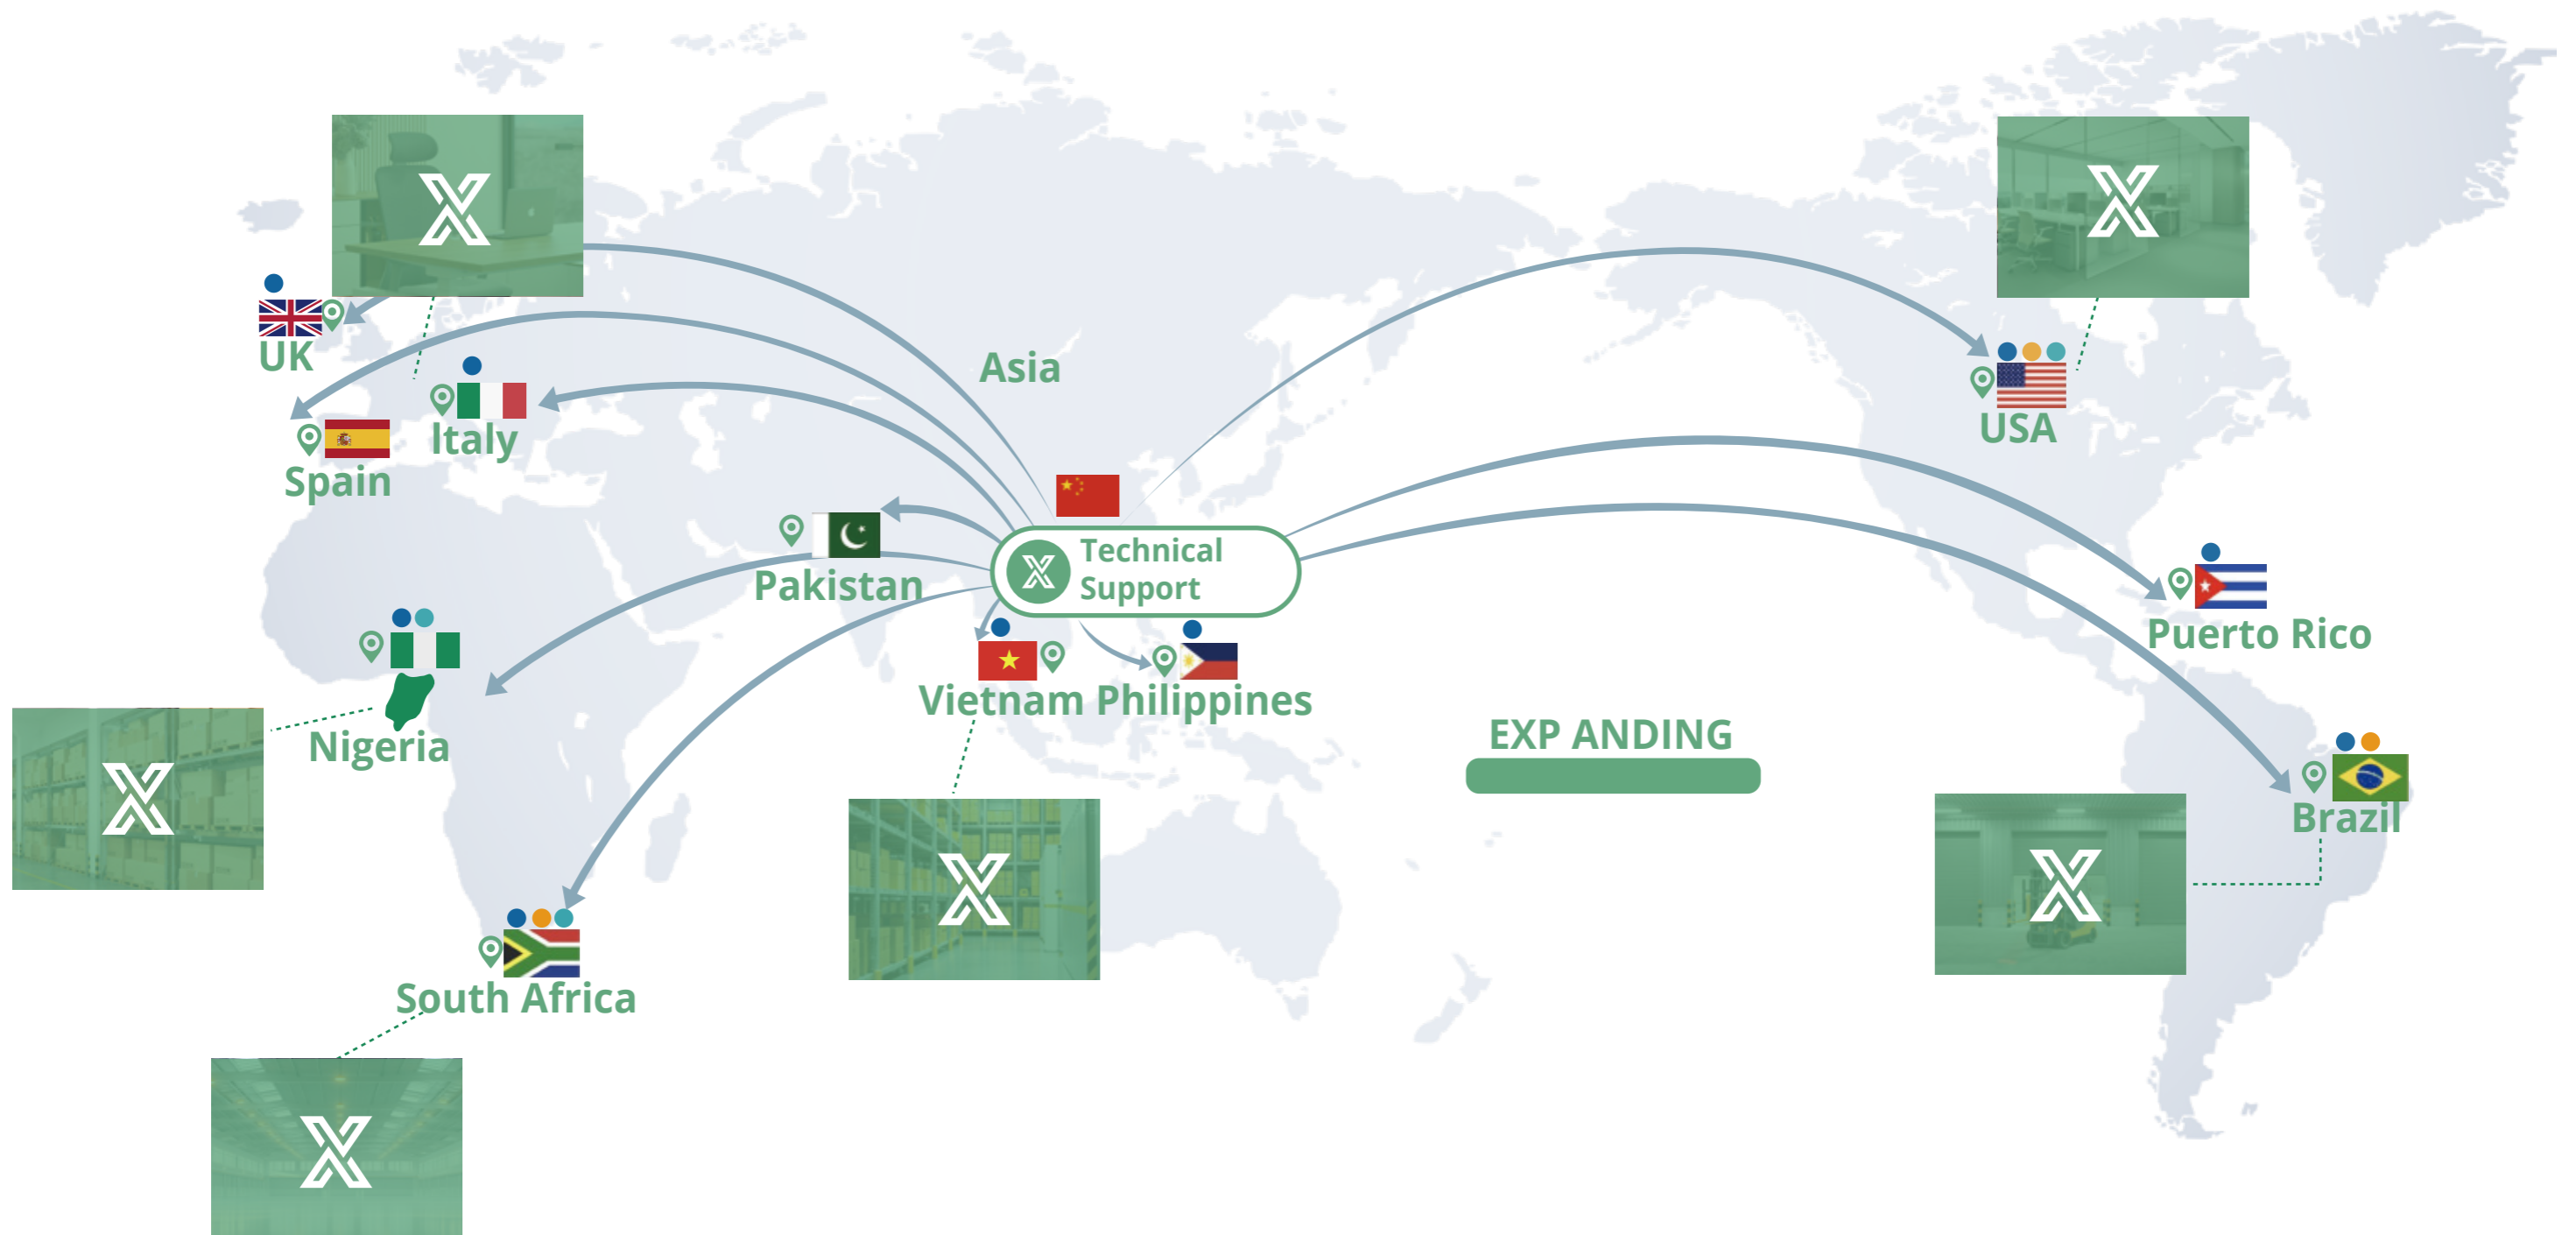 Asia
UK
Italy
Spain
USA
Technical
Support
Pakistan
Puerto Rico
Vietnam
Philippines
EXP ANDING
Nigeria
Brazil
South Africa